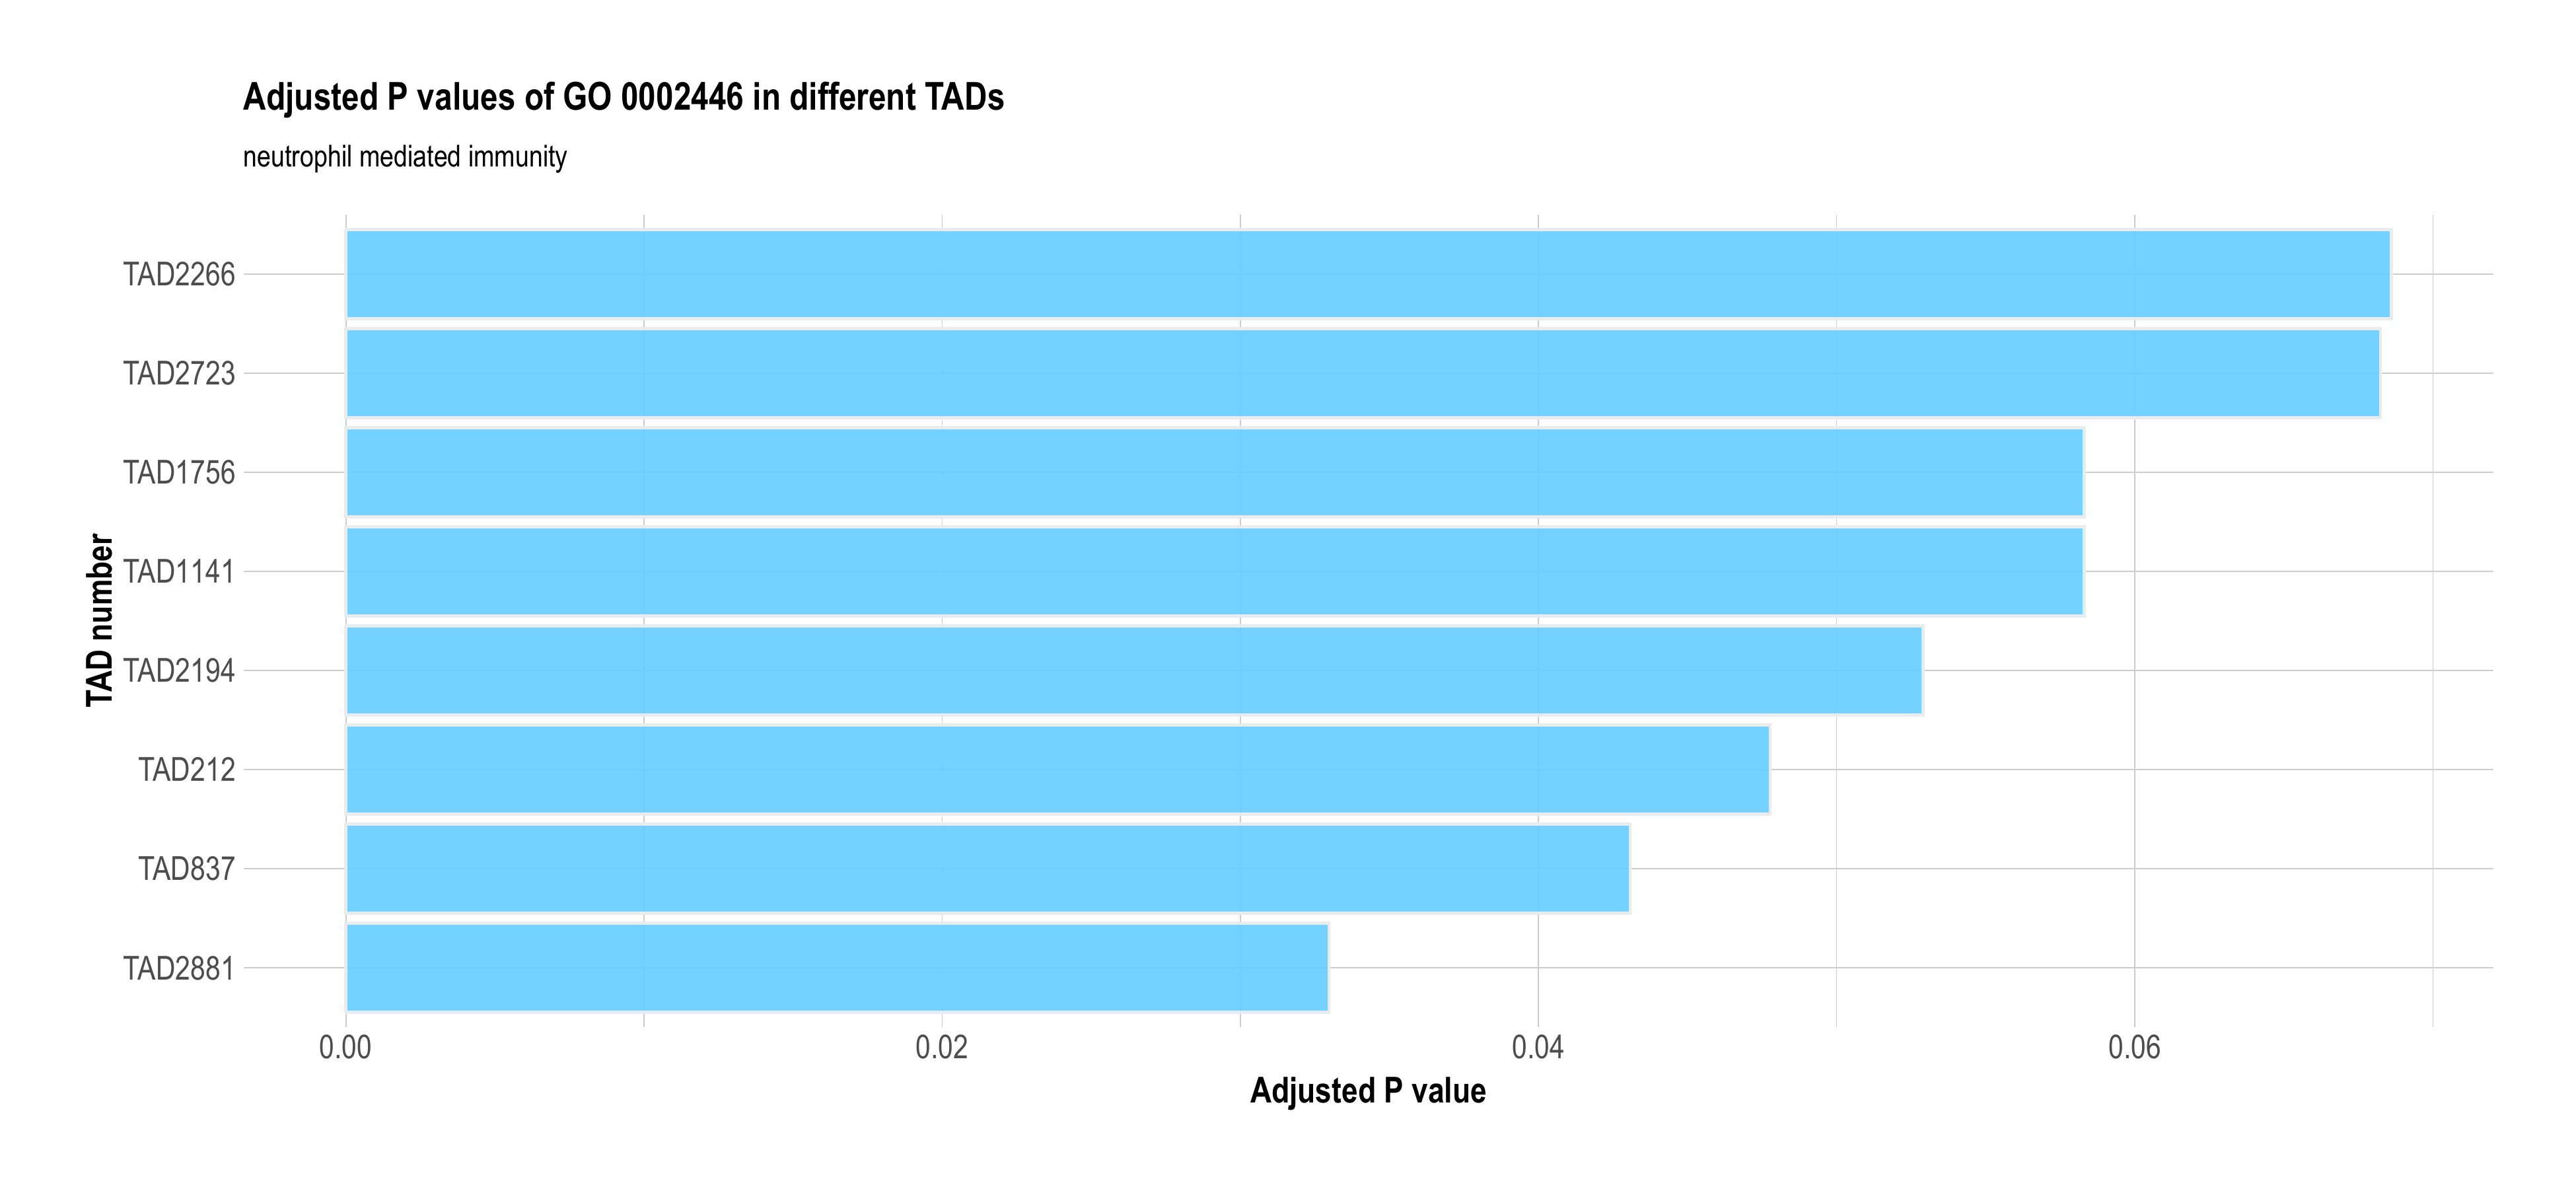 Adjusted P values of GO 0002446 in different TADs
neutrophil mediated immunity
TAD number
TAD2266
TAD2723
TAD1756
TAD1141
TAD2194
TAD212
TAD837
TAD2881
0.00 0.02 0.04 0.06
Adjusted P value